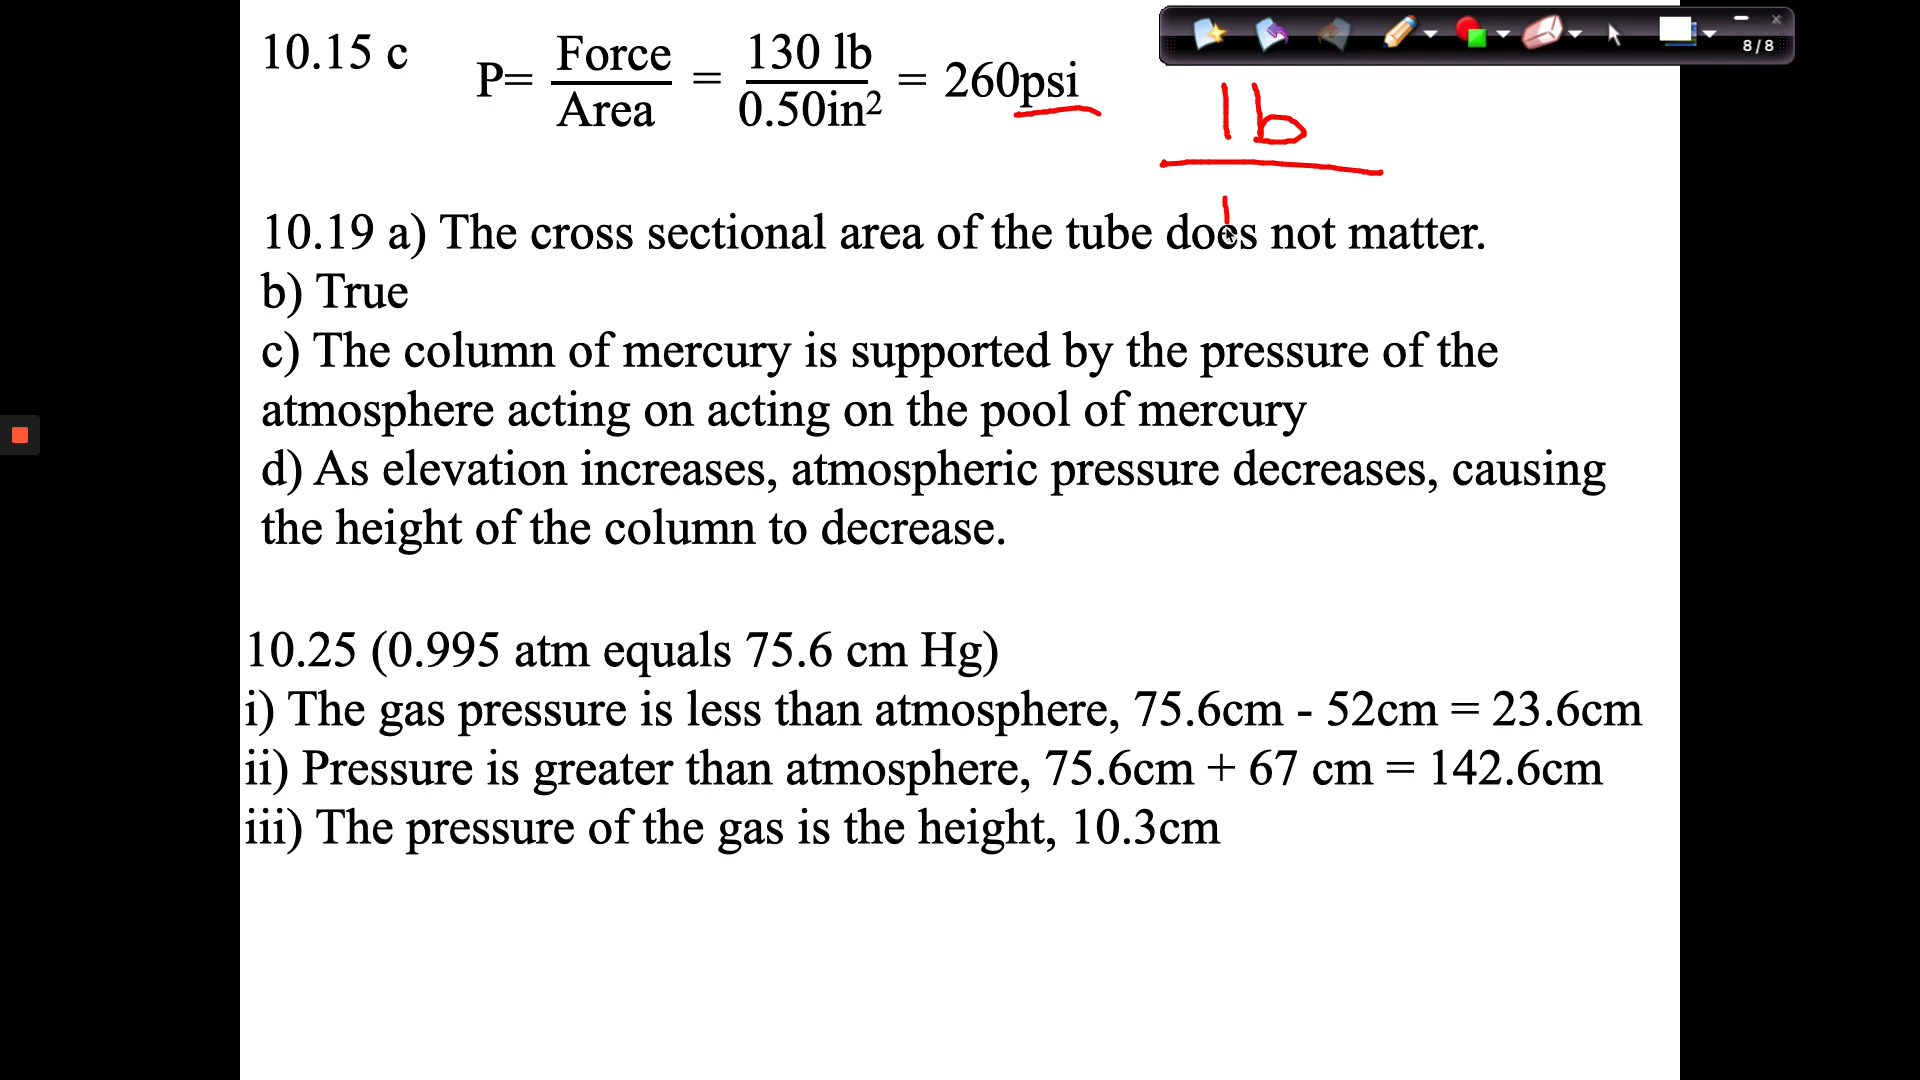 10.15 c P= Force/Area = 130 lb/0.50in² = 260psi
8/8
lb
10.19 a) The cross sectional area of the tube does not matter.
b) True
c) The column of mercury is supported by the pressure of the
atmosphere acting on acting on the pool of mercury
d) As elevation increases, atmospheric pressure decreases, causing
the height of the column to decrease.
10.25 (0.995 atm equals 75.6 cm Hg)
i) The gas pressure is less than atmosphere, 75.6cm - 52cm = 23.6cm
ii) Pressure is greater than atmosphere, 75.6cm + 67 cm = 142.6cm
iii) The pressure of the gas is the height, 10.3cm